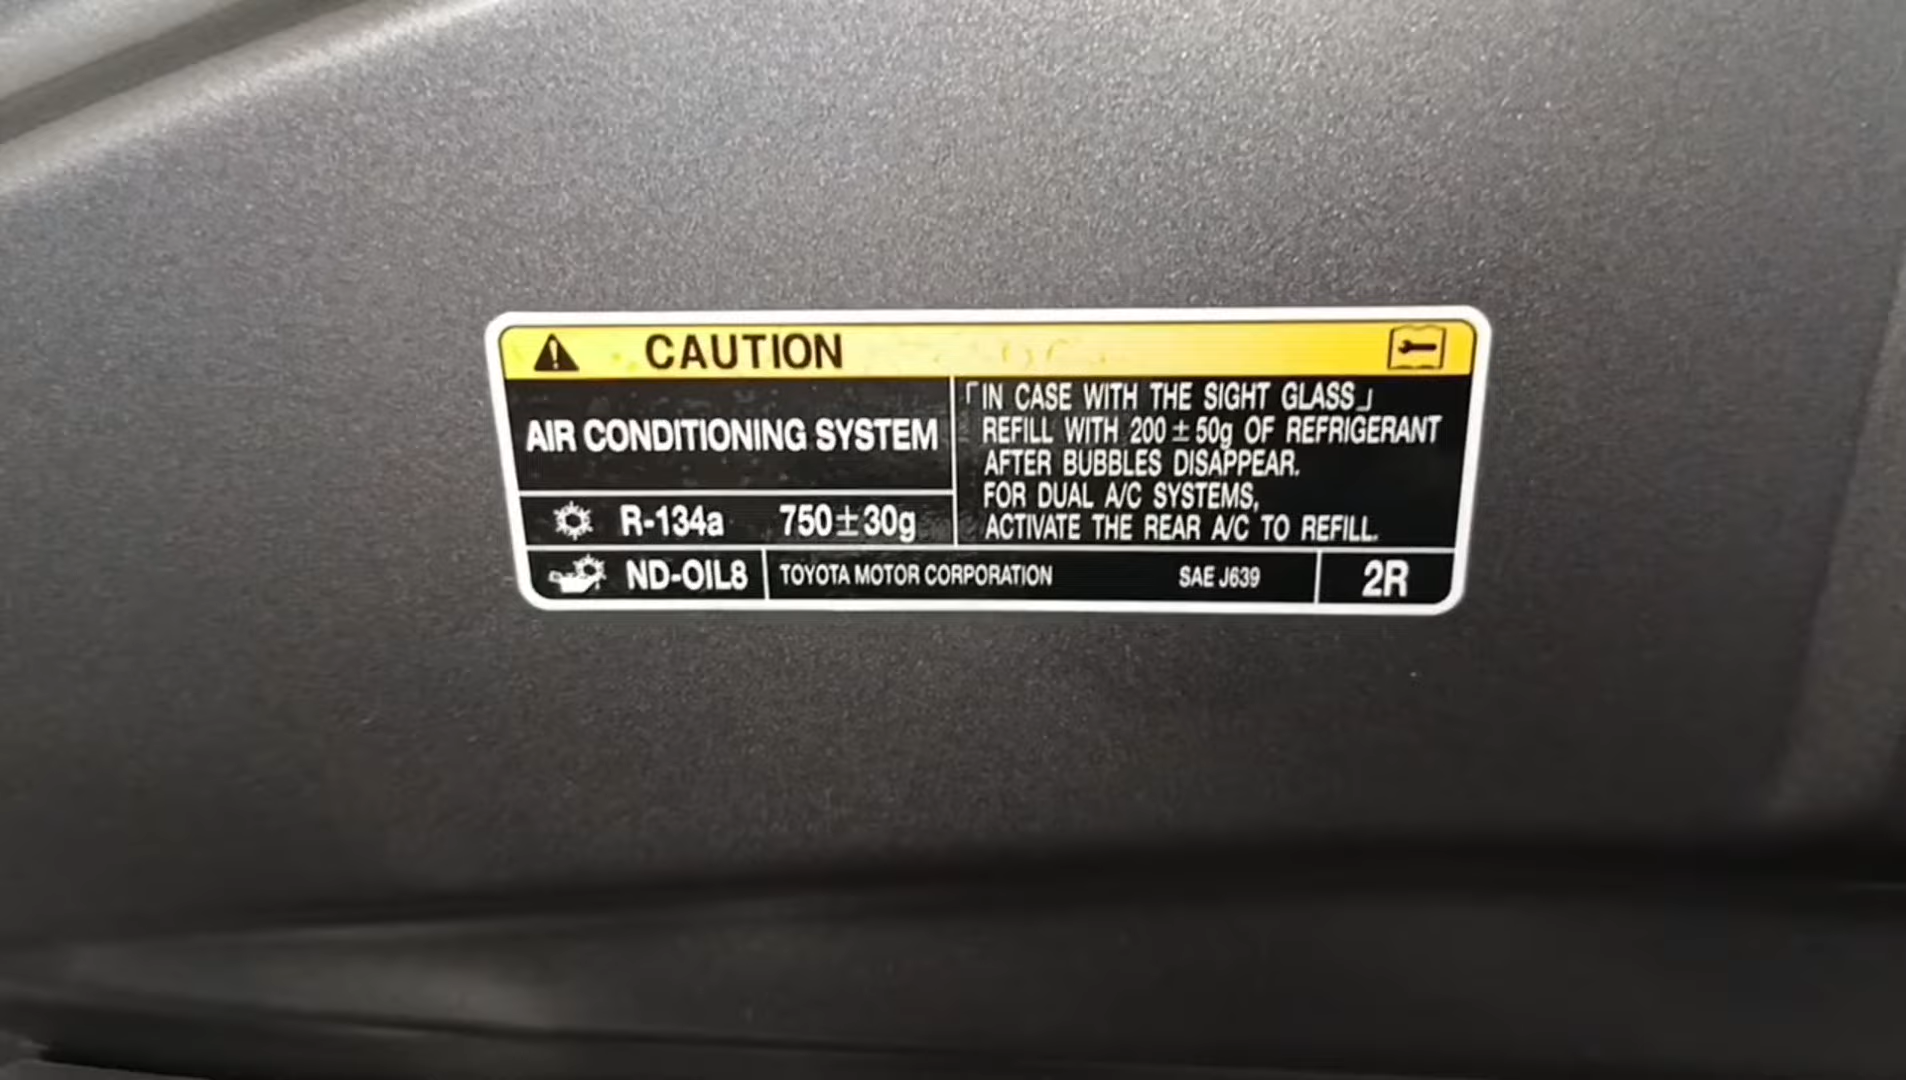 CAUTION
AIR CONDITIONING SYSTEM
R-134a 750±30g
「IN CASE WITH THE SIGHT GLASS」
REFILL WITH 200±50g OF REFRIGERANT
AFTER BUBBLES DISAPPEAR.
FOR DUAL A/C SYSTEMS,
ACTIVATE THE REAR A/C TO REFILL.
ND-OIL8 TOYOTA MOTOR CORPORATION SAE J639 2R